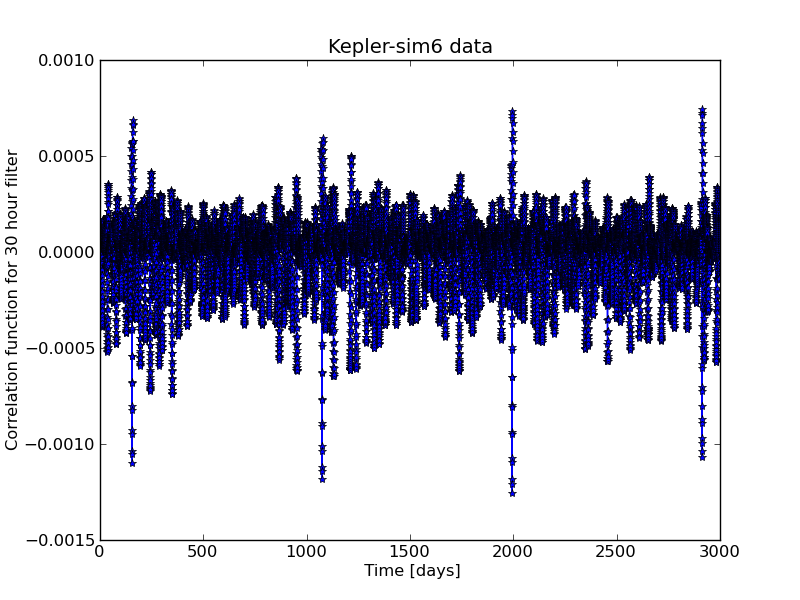 Kepler-sim6 data
0.0010
0.0005
0.0000
−0.0005
−0.0010
−0.0015
Correlation function for 30 hour filter
0 500 1000 1500 2000 2500 3000
Time [days]